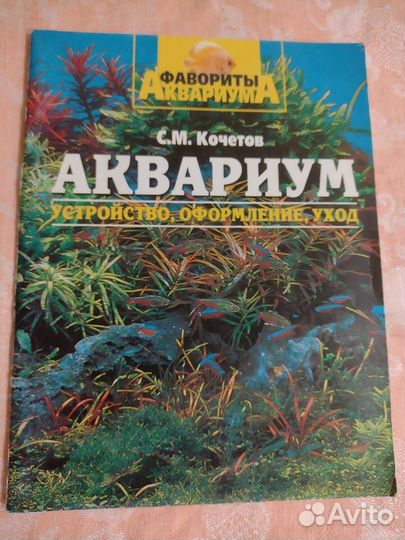 ФАВОРИТЫ
АКВАРИУМА
С.М. Кочетов
АКВАРИУМ
УСТРОЙСТВО, ОФОРМЛЕНИЕ, УХОД
Avito